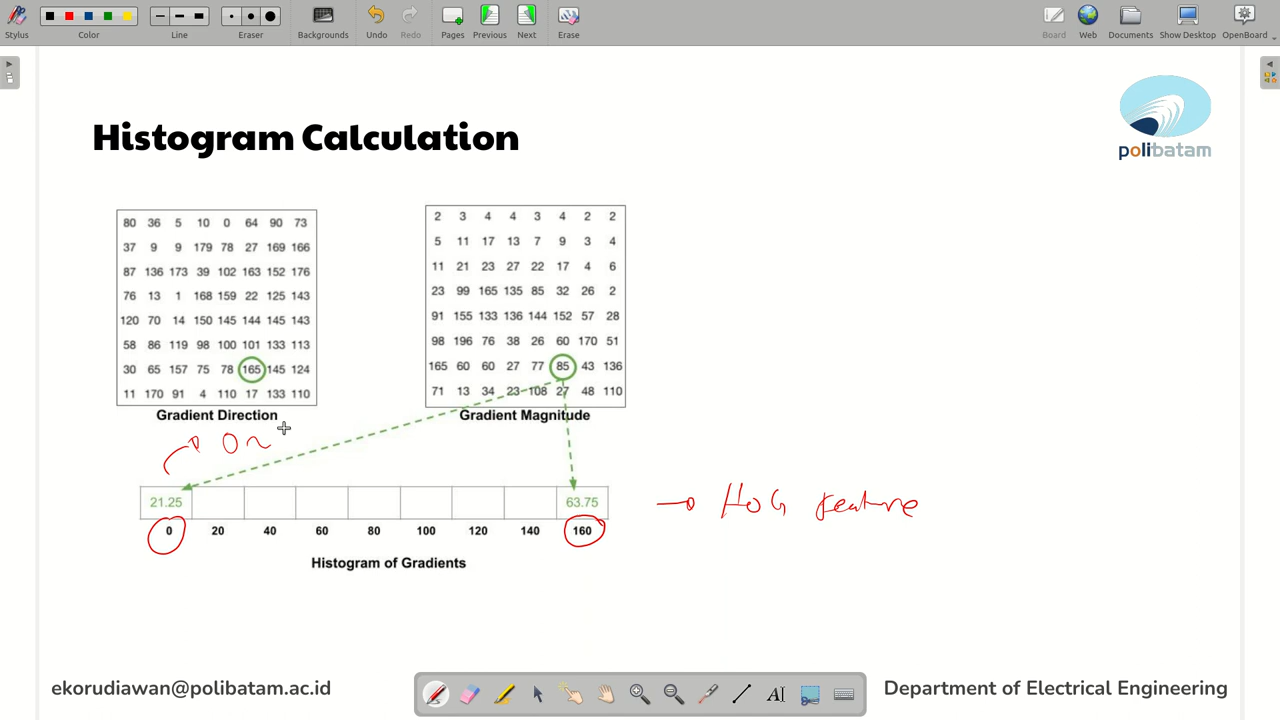 Stylus Color Line Eraser Backgrounds Undo Redo Pages Previous Next Erase Board Web Documents Show Desktop OpenBoard
Histogram Calculation
polibatam
80 36 5 10 0 64 90 73
37 9 9 179 78 27 169 166
87 136 173 39 102 163 152 176
76 13 1 168 159 22 125 143
120 70 14 150 145 144 145 143
58 86 119 98 100 101 133 113
30 65 157 75 78 165 145 124
11 170 91 4 110 17 133 110
Gradient Direction
2 3 4 4 3 4 2 2
5 11 17 13 7 9 3 4
11 21 23 27 22 17 4 6
23 99 165 135 85 32 26 2
91 155 133 136 144 152 57 28
98 196 76 38 26 60 170 51
165 60 60 27 77 85 43 136
71 13 34 23 108 27 48 110
Gradient Magnitude
0 ~
21.25 63.75
→ HOG feature
0 20 40 60 80 100 120 140 160
Histogram of Gradients
ekorudiawan@polibatam.ac.id
AI
Department of Electrical Engineering